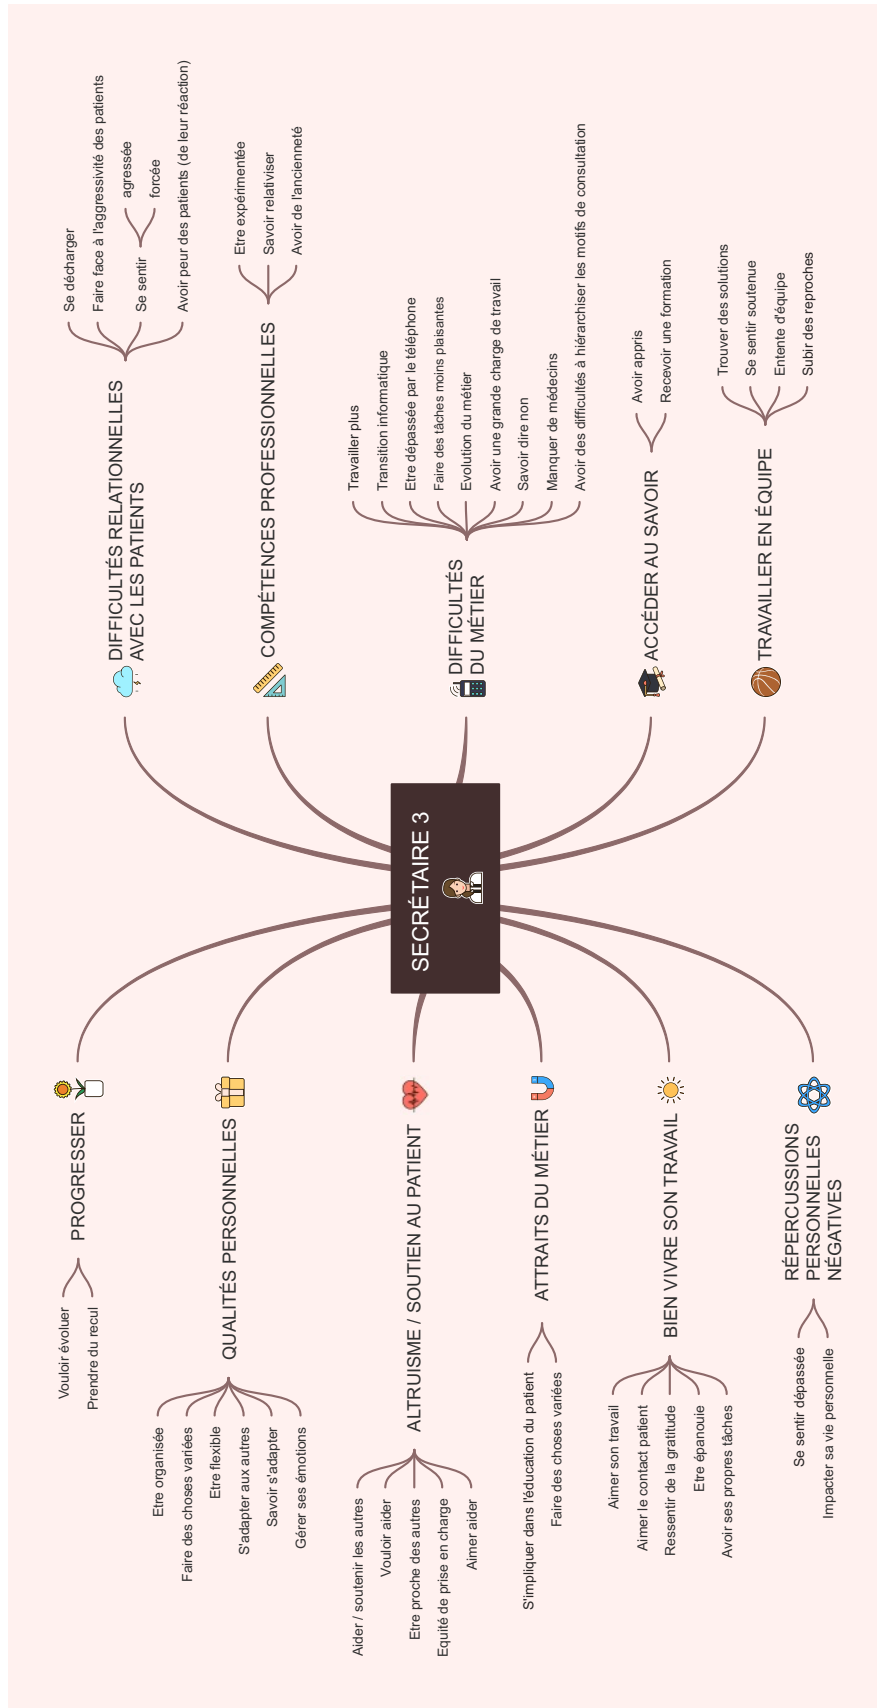 SECRÉTAIRE 3
DIFFICULTÉS RELATIONNELLES
AVEC LES PATIENTS
Se décharger
Faire face à l'aggressivité des patients
Se sentir
agressée
forcée
Avoir peur des patients (de leur réaction)
COMPÉTENCES PROFESSIONNELLES
Etre expérimentée
Savoir relativiser
Avoir de l'ancienneté
DIFFICULTÉS
DU MÉTIER
Travailler plus
Transition informatique
Etre dépassée par le téléphone
Faire des tâches moins plaisantes
Evolution du métier
Avoir une grande charge de travail
Savoir dire non
Manquer de médecins
Avoir des difficultés à hiérarchiser les motifs de consultation
ACCÉDER AU SAVOIR
Avoir appris
Recevoir une formation
TRAVAILLER EN ÉQUIPE
Trouver des solutions
Se sentir soutenue
Entente d'équipe
Subir des reproches
PROGRESSER
Vouloir évoluer
Prendre du recul
QUALITÉS PERSONNELLES
Etre organisée
Faire des choses variées
Etre flexible
S'adapter aux autres
Savoir s'adapter
Gérer ses émotions
ALTRUISME / SOUTIEN AU PATIENT
Aider / soutenir les autres
Vouloir aider
Etre proche des autres
Equité de prise en charge
Aimer aider
ATTRAITS DU MÉTIER
S'impliquer dans l'éducation du patient
Faire des choses variées
BIEN VIVRE SON TRAVAIL
Aimer son travail
Aimer le contact patient
Ressentir de la gratitude
Etre épanouie
Avoir ses propres tâches
RÉPERCUSSIONS
PERSONNELLES
NÉGATIVES
Se sentir dépassée
Impacter sa vie personnelle